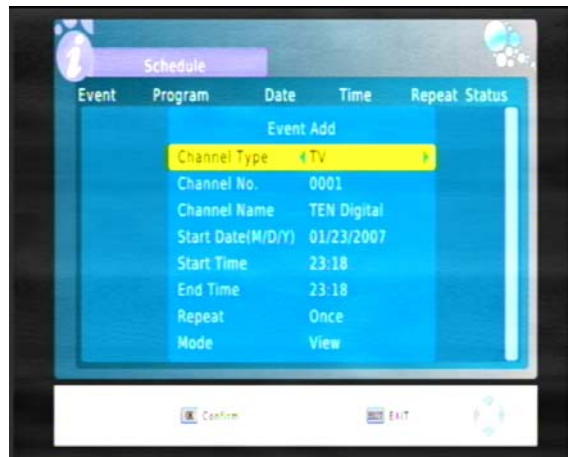 Schedule
Event Program Date Time Repeat Status
Event Add
Channel Type TV
Channel No. 0001
Channel Name TEN Digital
Start Date(M/D/Y) 01/23/2007
Start Time 23:18
End Time 23:18
Repeat Once
Mode View
OK Confirm EXIT EXIT